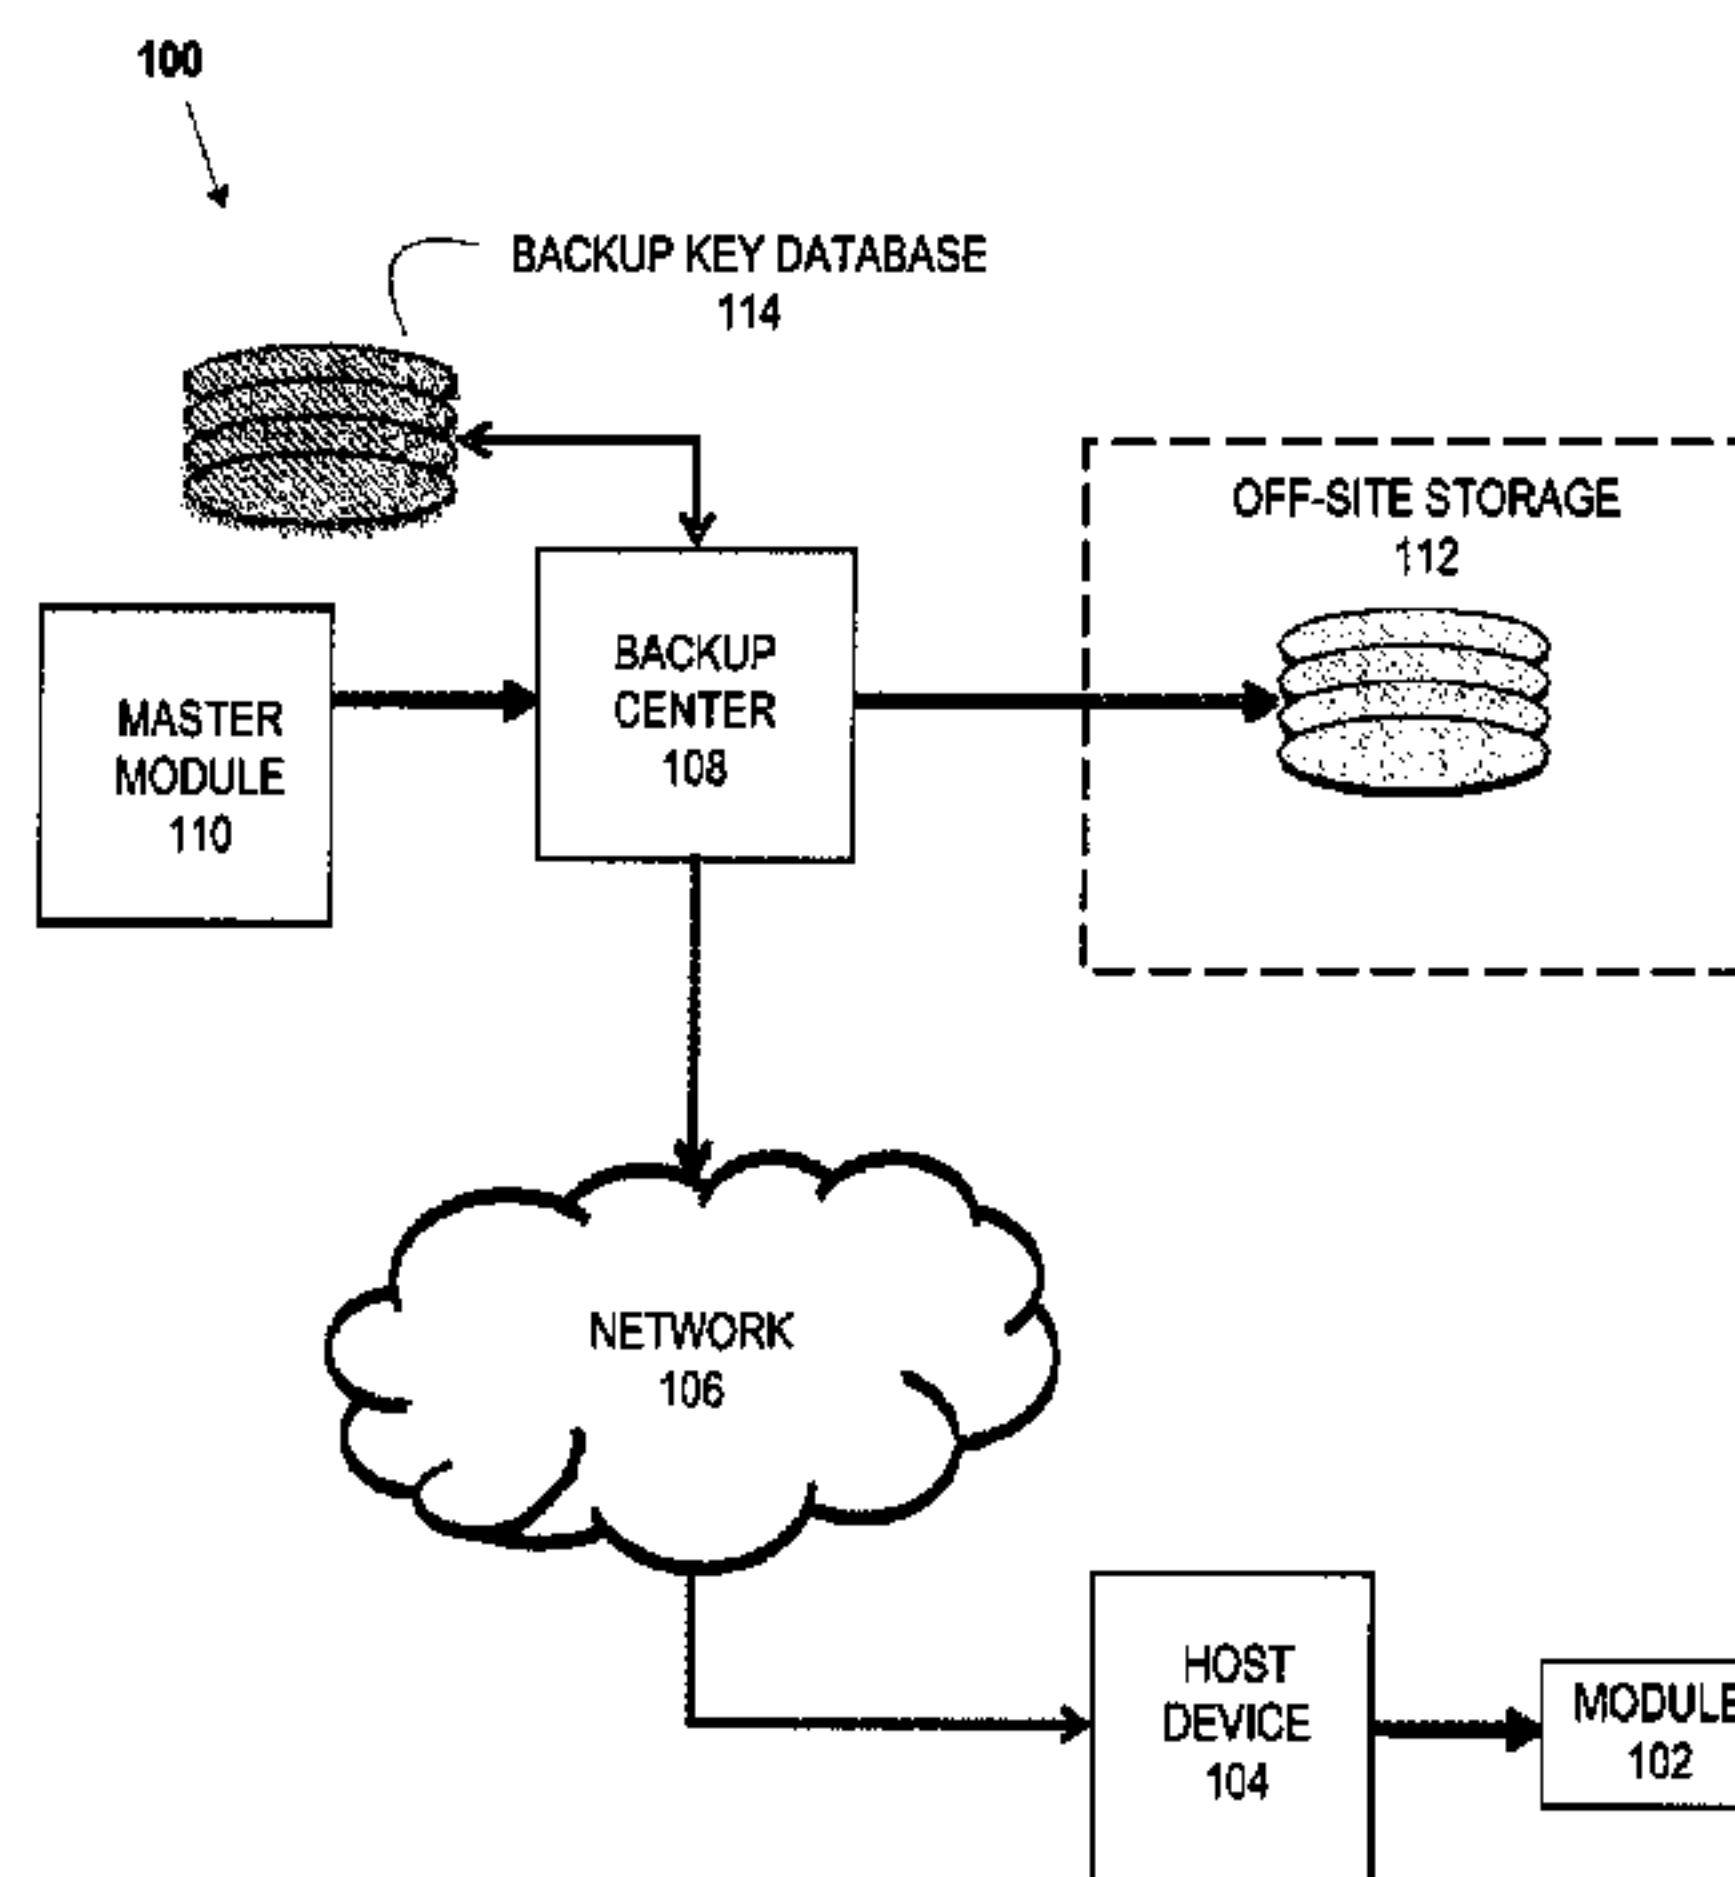 100
BACKUP KEY DATABASE
114
OFF-SITE STORAGE
112
MASTER
MODULE
110
BACKUP
CENTER
108
NETWORK
106
HOST
DEVICE
104
MODULE
102